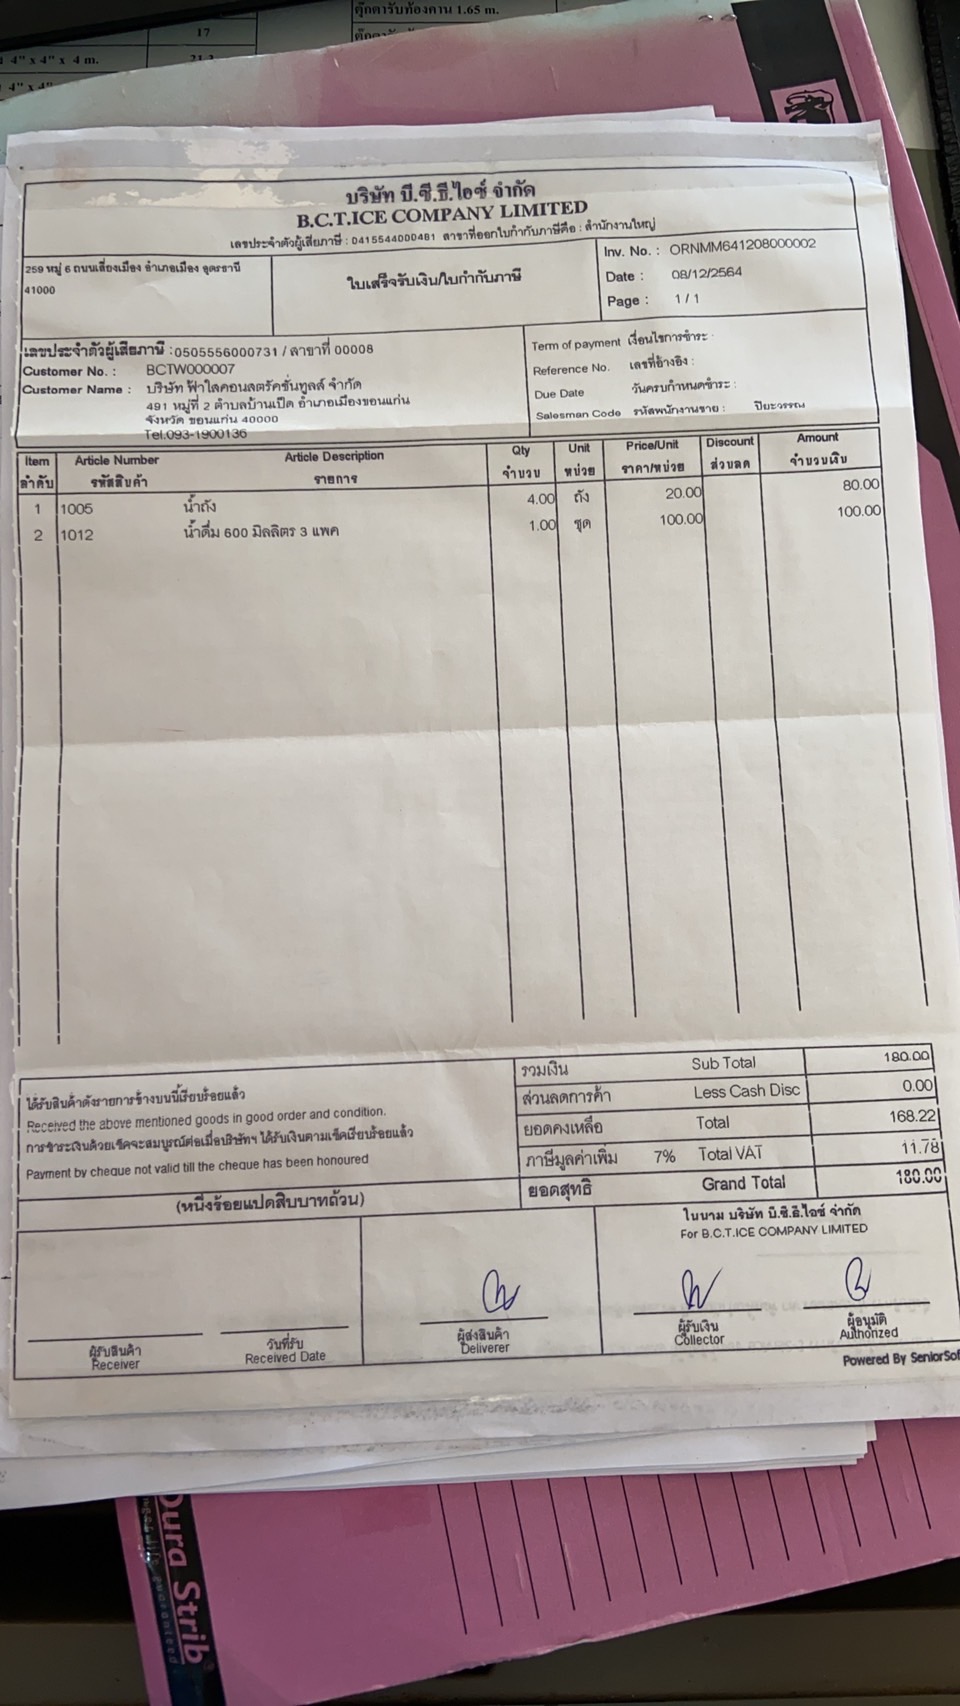 ตุ๊กตารับท้องคาน 1.65 m.
17
4" x 4" x 4 m.
บริษัท บี.ซี.ที.ไอซ์ จำกัด
B.C.T.ICE COMPANY LIMITED
เลขประจำตัวผู้เสียภาษี : 0415544000481 สาขาที่ออกใบกำกับภาษีคือ : สำนักงานใหญ่
259 หมู่ 6 ถนนเลี่ยงเมือง อำเภอเมือง อุดรธานี
41000
ใบเสร็จรับเงิน/ใบกำกับภาษี
Inv. No. : ORNMM641208000002
Date : 08/12/2564
Page : 1 / 1
เลขประจำตัวผู้เสียภาษี : 0505556000731 / สาขาที่ 00008
Customer No. : BCTW000007
Customer Name : บริษัท ฟ้าใสคอนสตรัคชั่นทูลส์ จำกัด
491 หมู่ที่ 2 ตำบลบ้านเป็ด อำเภอเมืองขอนแก่น
จังหวัด ขอนแก่น 40000
Tel:093-1900136
Term of payment เงื่อนไขการชำระ :
Reference No. เลขที่อ้างอิง :
Due Date วันครบกำหนดชำระ :
Salesman Code รหัสพนักงานขาย : ปิยะวรรณ
Item Article Number Article Description Qty Unit Price/Unit Discount Amount
ลำดับ รหัสสินค้า รายการ จำนวน หน่วย ราคา/หน่วย ส่วนลด จำนวนเงิน
1 1005 น้ำถัง 4.00 ถัง 20.00 80.00
2 1012 น้ำดื่ม 600 มิลลิตร 3 แพค 1.00 ชุด 100.00 100.00
ได้รับสินค้าดังรายการข้างบนนี้เรียบร้อยแล้ว
Received the above mentioned goods in good order and condition.
การชำระเงินด้วยเช็คจะสมบูรณ์ต่อเมื่อบริษัทฯ ได้รับเงินตามเช็คเรียบร้อยแล้ว
Payment by cheque not valid till the cheque has been honoured
(หนึ่งร้อยแปดสิบบาทถ้วน)
รวมเงิน Sub Total 180.00
ส่วนลดการค้า Less Cash Disc 0.00
ยอดคงเหลือ Total 168.22
ภาษีมูลค่าเพิ่ม 7% Total VAT 11.78
ยอดสุทธิ Grand Total 180.00
ในนาม บริษัท บี.ซี.ที.ไอซ์ จำกัด
For B.C.T.ICE COMPANY LIMITED
ผู้รับสินค้า วันที่รับ ผู้ส่งสินค้า ผู้รับเงิน ผู้อนุมัติ
Receiver Received Date Deliverer Collector Authorized
Powered By SeniorSof
Dura Strib